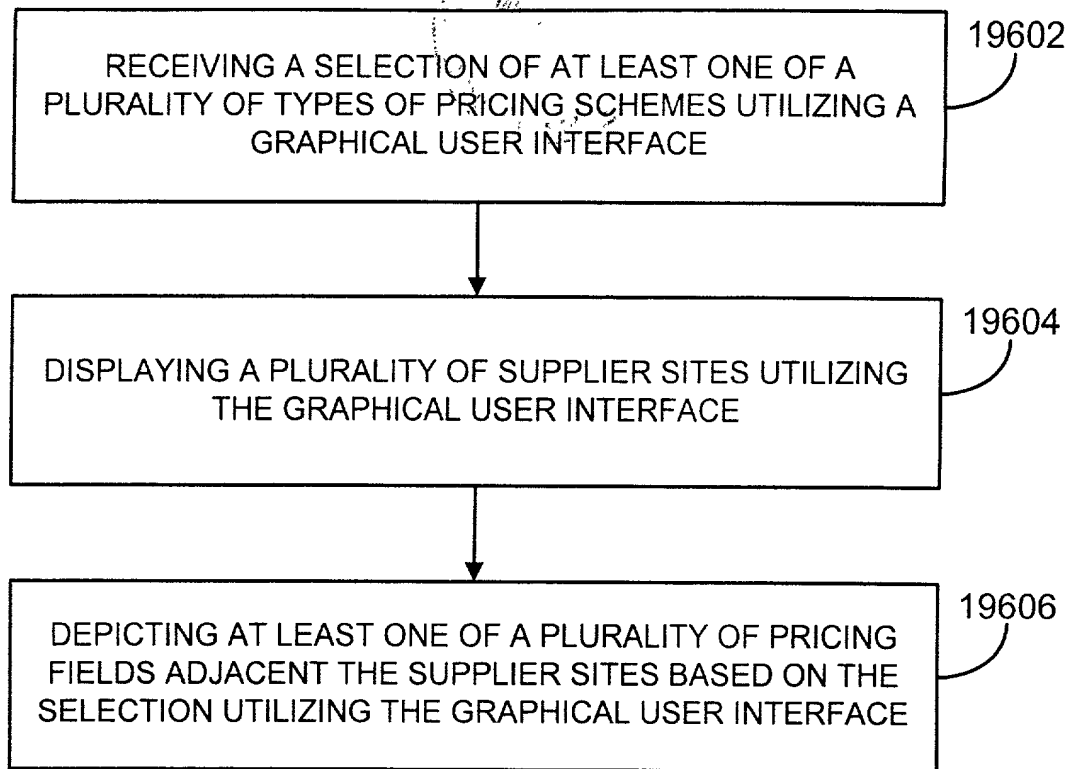 19602
RECEIVING A SELECTION OF AT LEAST ONE OF A
PLURALITY OF TYPES OF PRICING SCHEMES UTILIZING A
GRAPHICAL USER INTERFACE
19604
DISPLAYING A PLURALITY OF SUPPLIER SITES UTILIZING
THE GRAPHICAL USER INTERFACE
19606
DEPICTING AT LEAST ONE OF A PLURALITY OF PRICING
FIELDS ADJACENT THE SUPPLIER SITES BASED ON THE
SELECTION UTILIZING THE GRAPHICAL USER INTERFACE